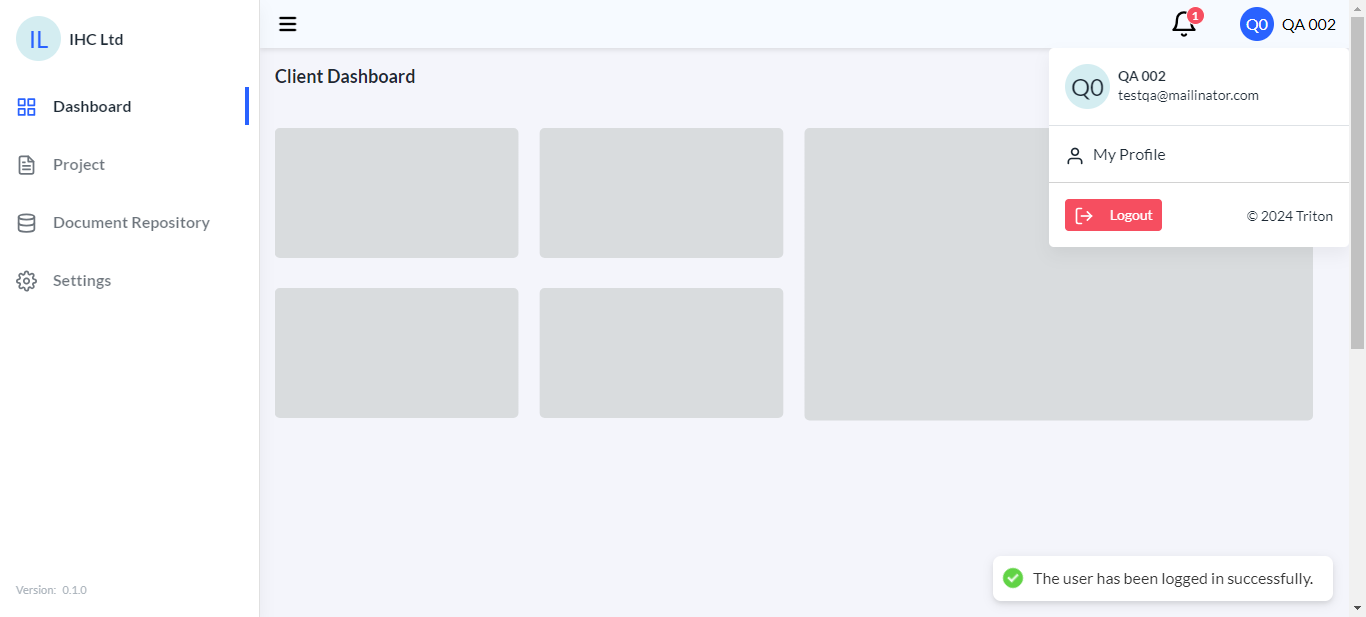 IL IHC Ltd
Dashboard
Project
Document Repository
Settings
Version: 0.1.0
1
Q0 QA 002
Client Dashboard
Q0
QA 002
testqa@mailinator.com
My Profile
Logout
© 2024 Triton
The user has been logged in successfully.